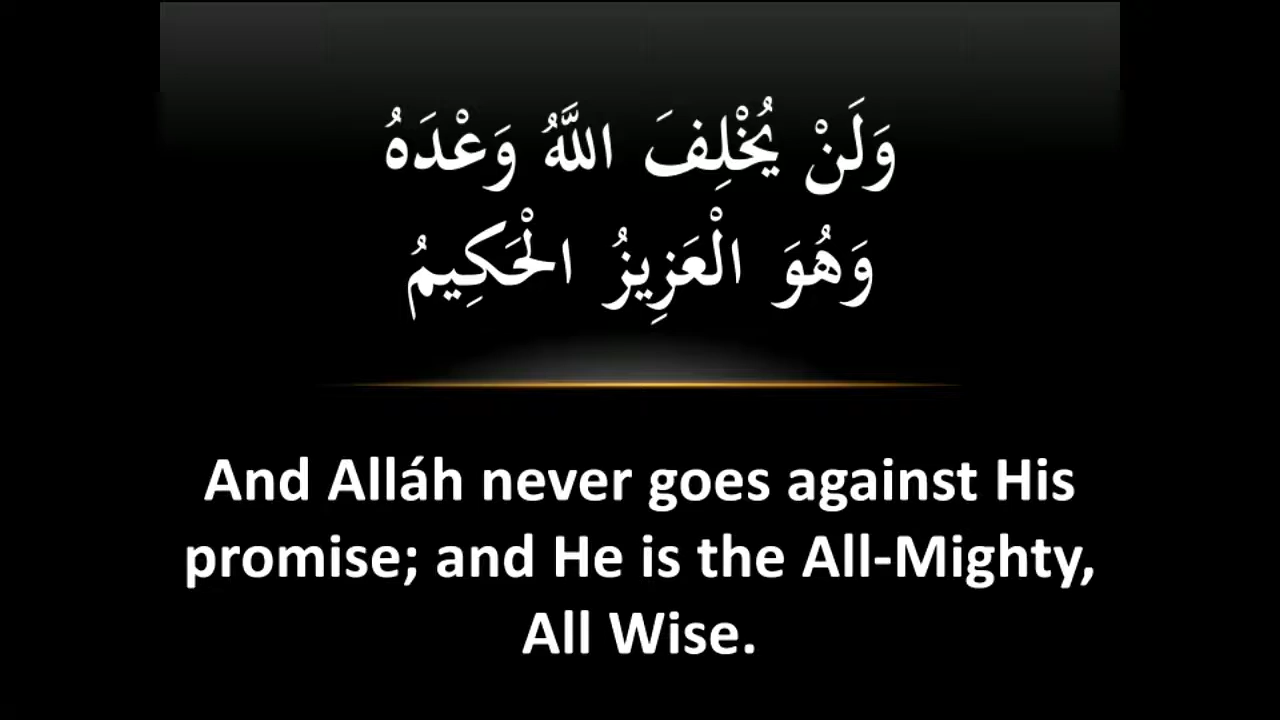 وَلَنْ يُخْلِفَ اللَّهُ وَعْدَهُ
وَهُوَ الْعَزِيزُ الْحَكِيمُ
And Alláh never goes against His
promise; and He is the All-Mighty,
All Wise.